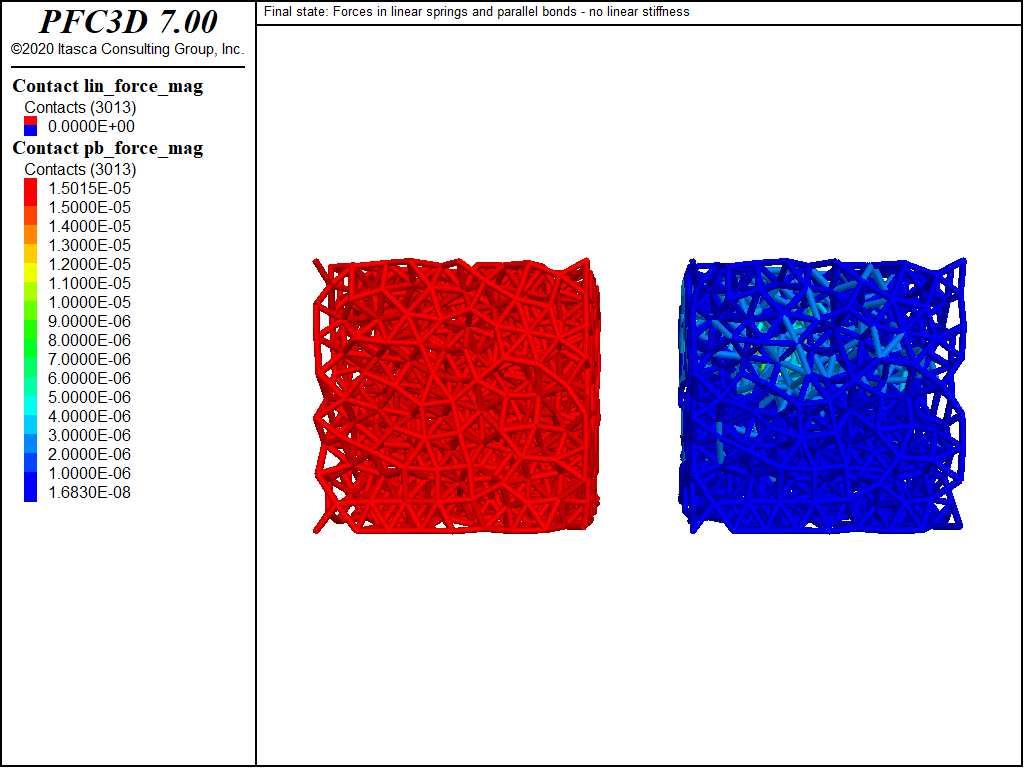 PFC3D 7.00
©2020 Itasca Consulting Group, Inc.
Contact lin_force_mag
Contacts (3013)
0.0000E+00
Contact pb_force_mag
Contacts (3013)
1.5015E-05
1.5000E-05
1.4000E-05
1.3000E-05
1.2000E-05
1.1000E-05
1.0000E-05
9.0000E-06
8.0000E-06
7.0000E-06
6.0000E-06
5.0000E-06
4.0000E-06
3.0000E-06
2.0000E-06
1.0000E-06
1.6830E-08
Final state: Forces in linear springs and parallel bonds - no linear stiffness